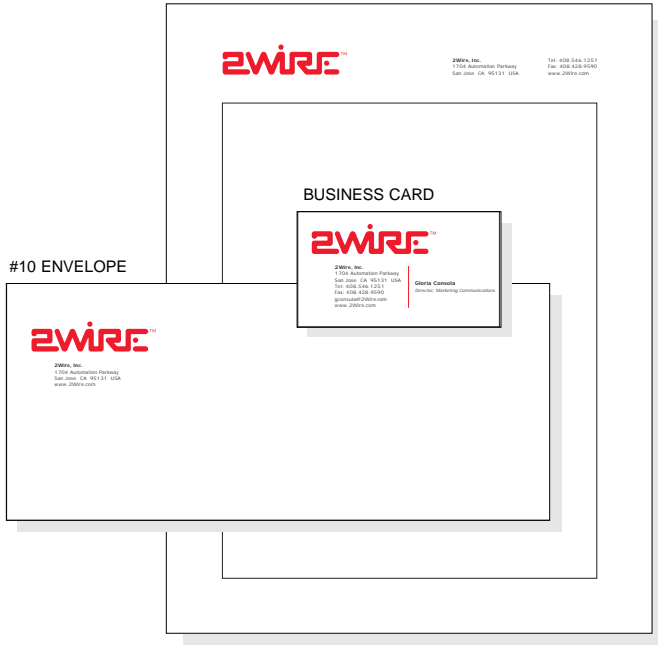 2WIRE™
2Wire, Inc.
1704 Automation Parkway
San Jose CA 95131 USA
Tel: 408.546.1251
Fax: 408.428.9590
www.2Wire.com
BUSINESS CARD
2WIRE™
2Wire, Inc.
1704 Automation Parkway
San Jose CA 95131 USA
Tel: 408.546.1251
Fax: 408.428.9590
gconsula@2Wire.com
www.2Wire.com
Gloria Consola
Director, Marketing Communications
#10 ENVELOPE
2WIRE™
2Wire, Inc.
1704 Automation Parkway
San Jose CA 95131 USA
www.2Wire.com